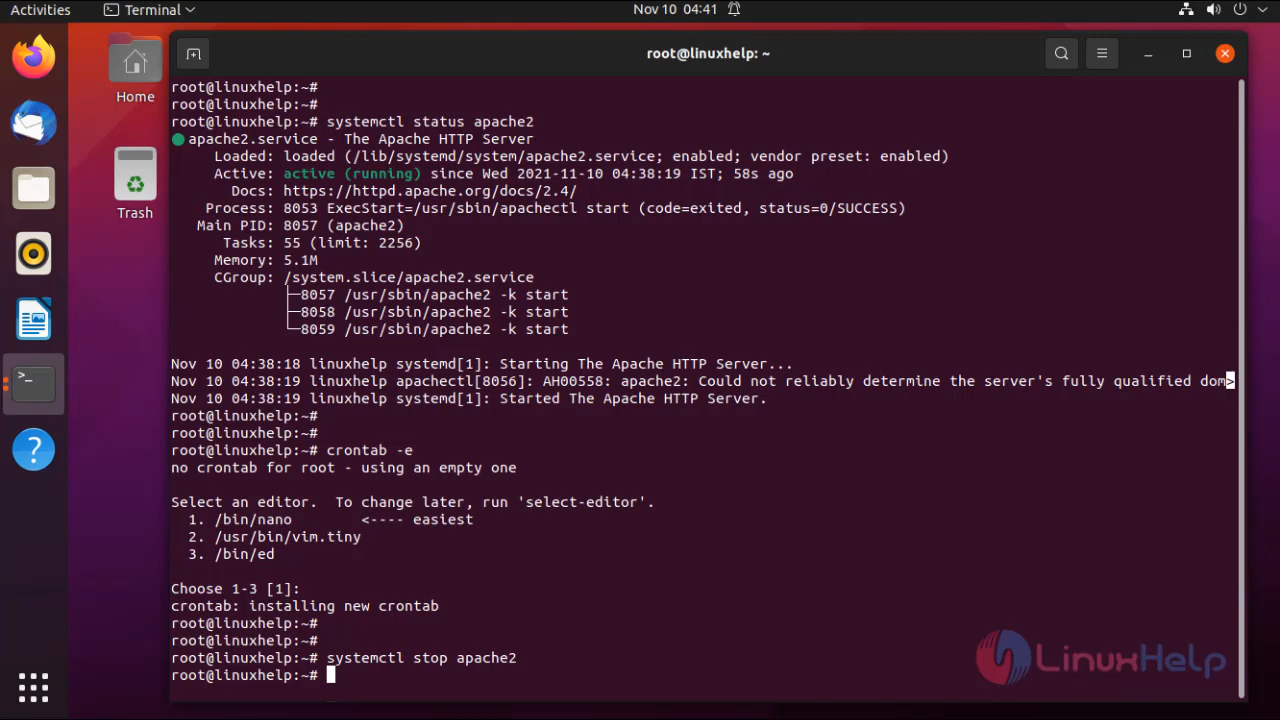 Activities
Terminal
Nov 10 04:41
root@linuxhelp: ~
Home
Trash
root@linuxhelp:~#
root@linuxhelp:~#
root@linuxhelp:~# systemctl status apache2
apache2.service - The Apache HTTP Server
Loaded: loaded (/lib/systemd/system/apache2.service; enabled; vendor preset: enabled)
Active: active (running) since Wed 2021-11-10 04:38:19 IST; 58s ago
Docs: https://httpd.apache.org/docs/2.4/
Process: 8053 ExecStart=/usr/sbin/apachectl start (code=exited, status=0/SUCCESS)
Main PID: 8057 (apache2)
Tasks: 55 (limit: 2256)
Memory: 5.1M
CGroup: /system.slice/apache2.service
├─8057 /usr/sbin/apache2 -k start
├─8058 /usr/sbin/apache2 -k start
└─8059 /usr/sbin/apache2 -k start
Nov 10 04:38:18 linuxhelp systemd[1]: Starting The Apache HTTP Server...
Nov 10 04:38:19 linuxhelp apachectl[8056]: AH00558: apache2: Could not reliably determine the server's fully qualified dom>
Nov 10 04:38:19 linuxhelp systemd[1]: Started The Apache HTTP Server.
root@linuxhelp:~#
root@linuxhelp:~#
root@linuxhelp:~# crontab -e
no crontab for root - using an empty one
Select an editor.  To change later, run 'select-editor'.
1. /bin/nano        <---- easiest
2. /usr/bin/vim.tiny
3. /bin/ed
Choose 1-3 [1]:
crontab: installing new crontab
root@linuxhelp:~#
root@linuxhelp:~#
root@linuxhelp:~# systemctl stop apache2
root@linuxhelp:~#
LinuxHelp